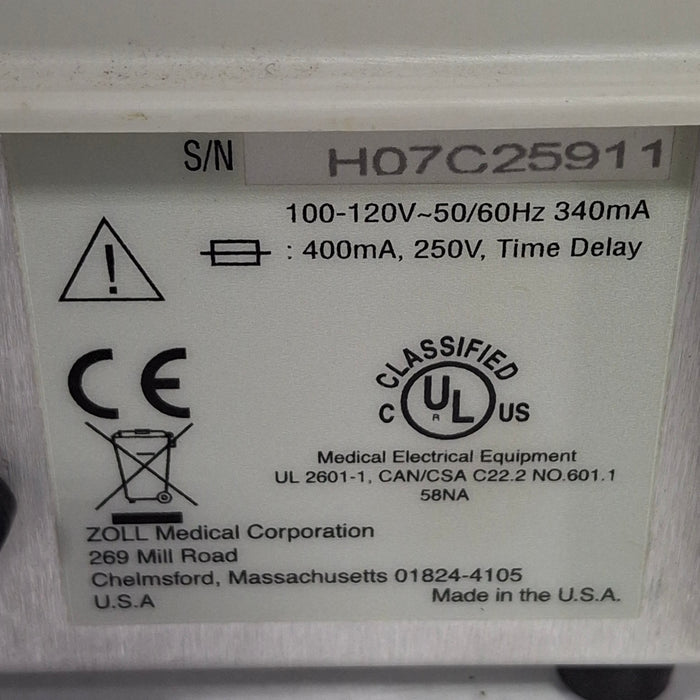 S/N H07C25911
100-120V~50/60Hz 340mA
: 400mA, 250V, Time Delay
!
CE
CLASSIFIED
C UL US
R
Medical Electrical Equipment
UL 2601-1, CAN/CSA C22.2 NO.601.1
58NA
ZOLL Medical Corporation
269 Mill Road
Chelmsford, Massachusetts 01824-4105
U.S.A Made in the U.S.A.